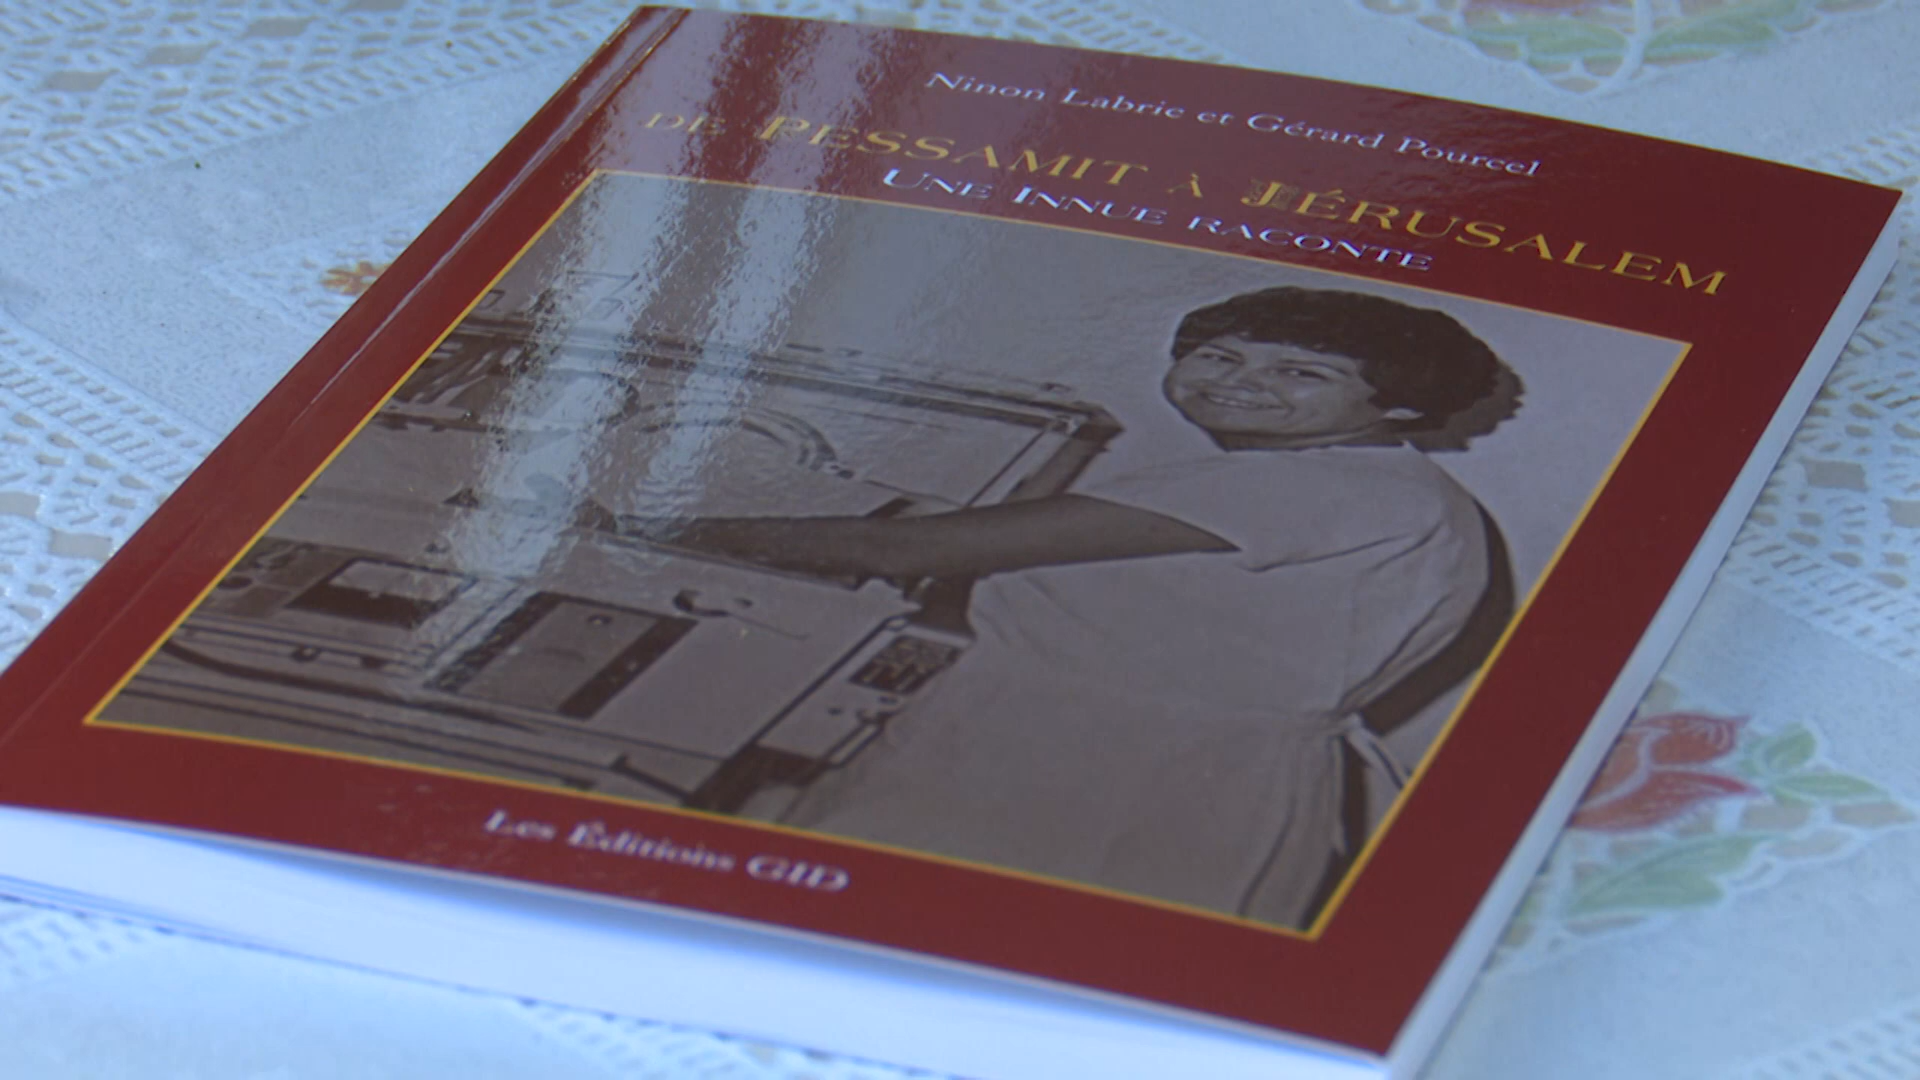 Ninon Labrie et Gérard Pourcel
DE PESSAMIT À JÉRUSALEM
UNE INNUE RACONTE
Les Éditions GID